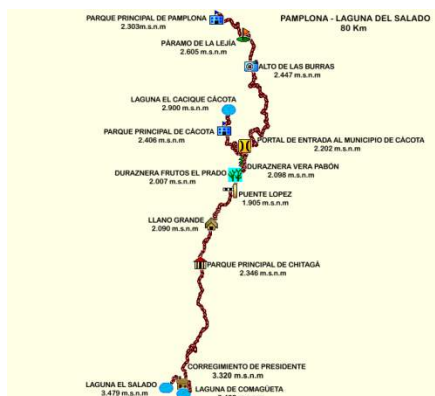 PARQUE PRINCIPAL DE PAMPLONA
2.303m.s.n.m
PAMPLONA - LAGUNA DEL SALADO
80 Km
PÁRAMO DE LA LEJÍA
2.605 m.s.n.m
ALTO DE LAS BURRAS
2.447 m.s.n.m
LAGUNA EL CACIQUE CÁCOTA
2.900 m.s.n.m
PARQUE PRINCIPAL DE CÁCOTA
2.406 m.s.n.m
PORTAL DE ENTRADA AL MUNICIPIO DE CÁCOTA
2.202 m.s.n.m
DURAZNERA VERA PABÓN
2.098 m.s.n.m
DURAZNERA FRUTOS EL PRADO
2.007 m.s.n.m
PUENTE LOPEZ
1.905 m.s.n.m
LLANO GRANDE
2.090 m.s.n.m
PARQUE PRINCIPAL DE CHITAGÁ
2.346 m.s.n.m
CORREGIMIENTO DE PRESIDENTE
3.320 m.s.n.m
LAGUNA EL SALADO
3.479 m.s.n.m
LAGUNA DE COMAGÜETA